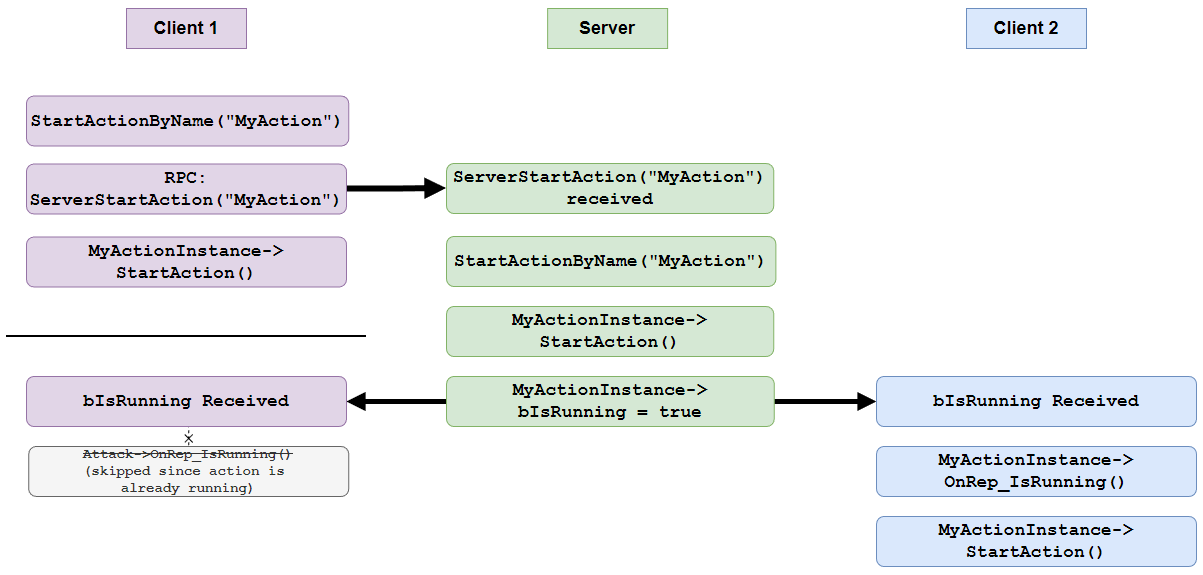 Client 1
Server
Client 2
StartActionByName("MyAction")
RPC:
ServerStartAction("MyAction")
ServerStartAction("MyAction")
received
MyActionInstance->
StartAction()
StartActionByName("MyAction")
MyActionInstance->
StartAction()
bIsRunning Received
MyActionInstance->
bIsRunning = true
bIsRunning Received
Attack->OnRep_IsRunning()
(skipped since action is
already running)
MyActionInstance->
OnRep_IsRunning()
MyActionInstance->
StartAction()